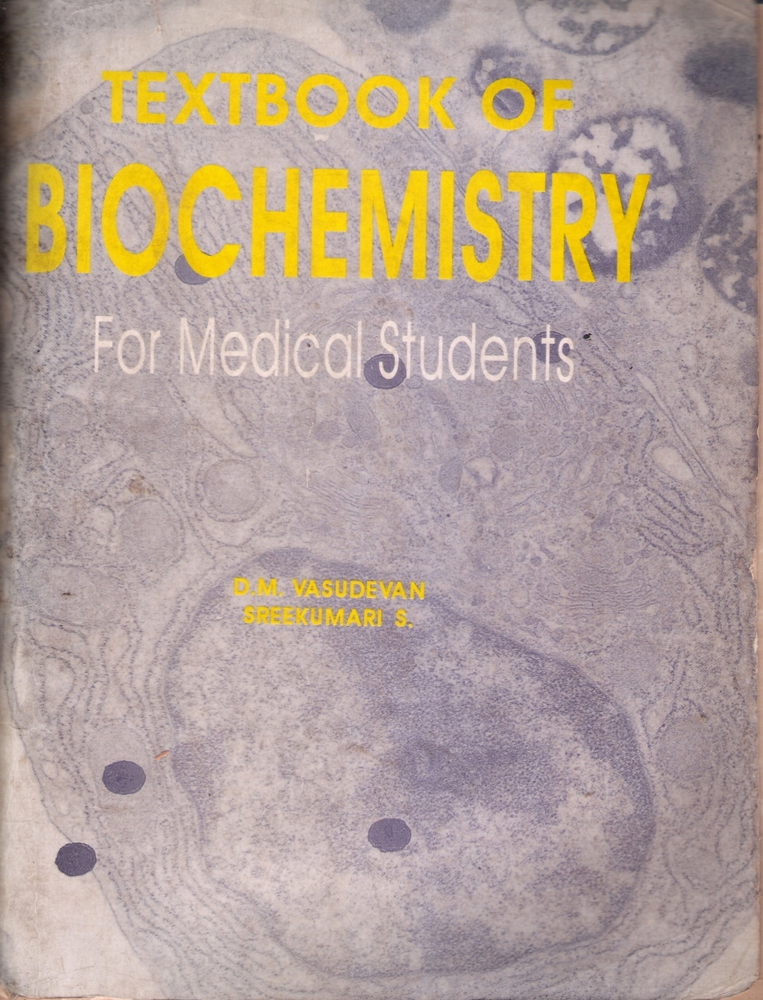 TEXTBOOK OF
BIOCHEMISTRY
For Medical Students
D.M. VASUDEVAN
SREEKUMARI S.